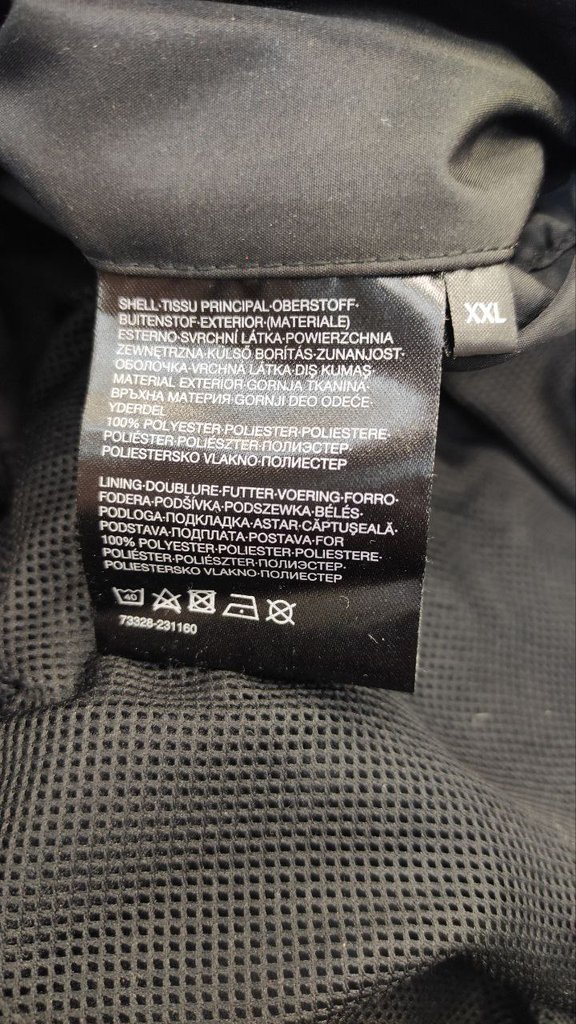 SHELL·TISSU PRINCIPAL·OBERSTOFF·
BUITENSTOF·EXTERIOR·(MATERIALE)
ESTERNO·SVRCHNÍ LÁTKA·POWIERZCHNIA
ZEWNĘTRZNA·KÜLSŐ BORÍTÁS·ZUNANJOST·
ОБОЛОЧКА·VRCHNÁ LÁTKA·DIŞ KUMAŞ·
MATERIAL EXTERIOR·GORNJA TKANINA·
ВРЪХНА МАТЕРИЯ·GORNJI DEO ODEĆE·
YDERDEL
100% POLYESTER·POLIESTER·POLIESTERE·
POLIÉSTER·POLIÉSZTER·ПОЛИЭСТЕР·
POLIESTERSKO VLAKNO·ПОЛИЕСТЕР
LINING·DOUBLURE·FUTTER·VOERING·FORRO·
FODERA·PODŠÍVKA·PODSZEWKA·BÉLÉS·
PODLOGA·ПОДКЛАДКА·ASTAR·CĂPTUȘEALĂ·
PODSTAVA·ПОДПЛАТА·POSTAVA·FOR
100% POLYESTER·POLIESTER·POLIESTERE·
POLIÉSTER·POLIÉSZTER·ПОЛИЭСТЕР·
POLIESTERSKO VLAKNO·ПОЛИЕСТЕР
40
73328-231160
XXL